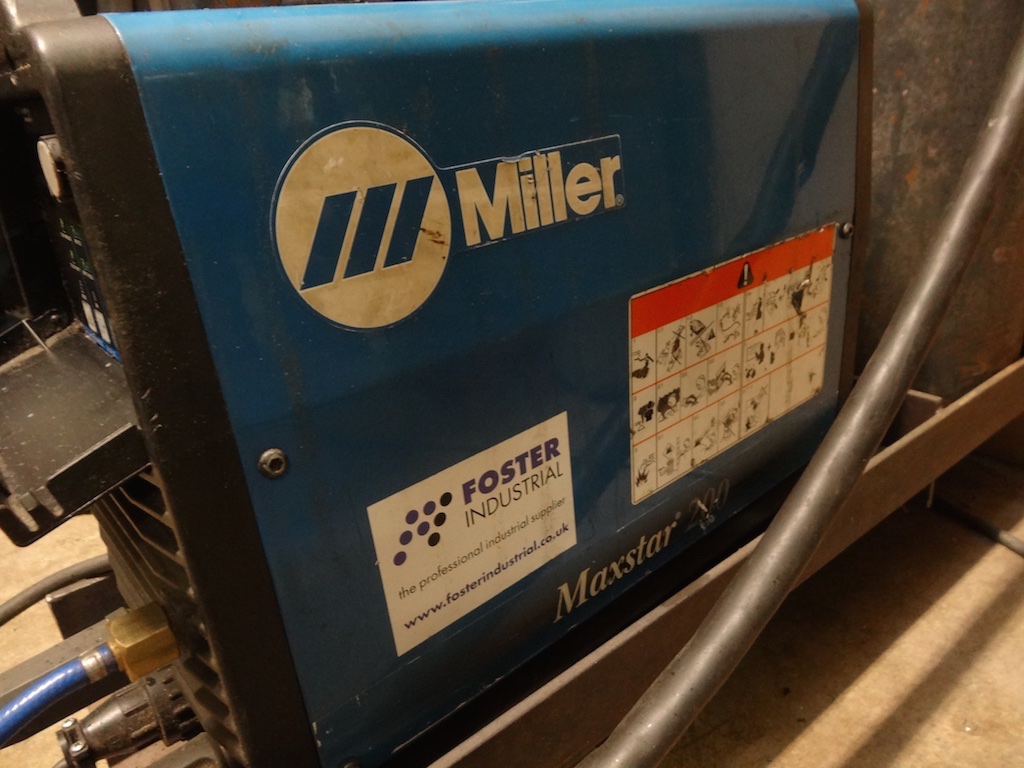 Miller
FOSTER
INDUSTRIAL
the professional industrial supplier
www.fosterindustrial.co.uk
Maxstar® 200